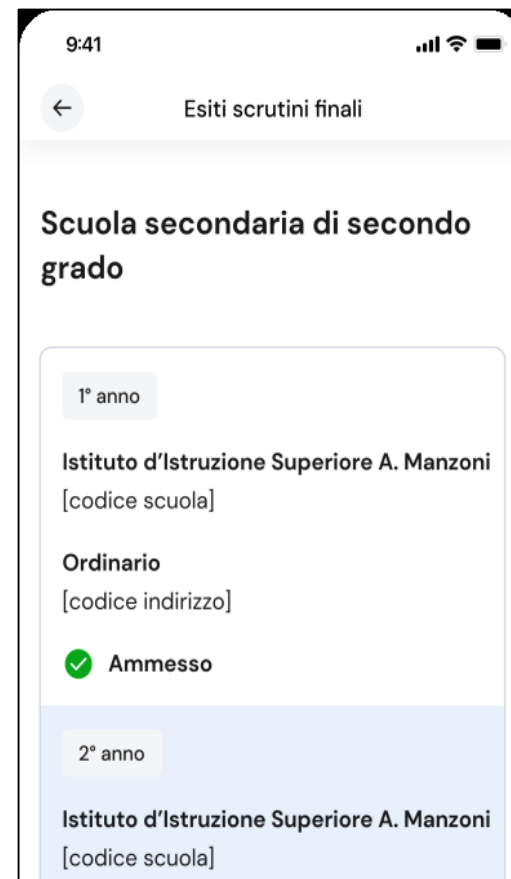 9:41
Esiti scrutini finali
Scuola secondaria di secondo
grado
1° anno
Istituto d'Istruzione Superiore A. Manzoni
[codice scuola]
Ordinario
[codice indirizzo]
Ammesso
2° anno
Istituto d'Istruzione Superiore A. Manzoni
[codice scuola]